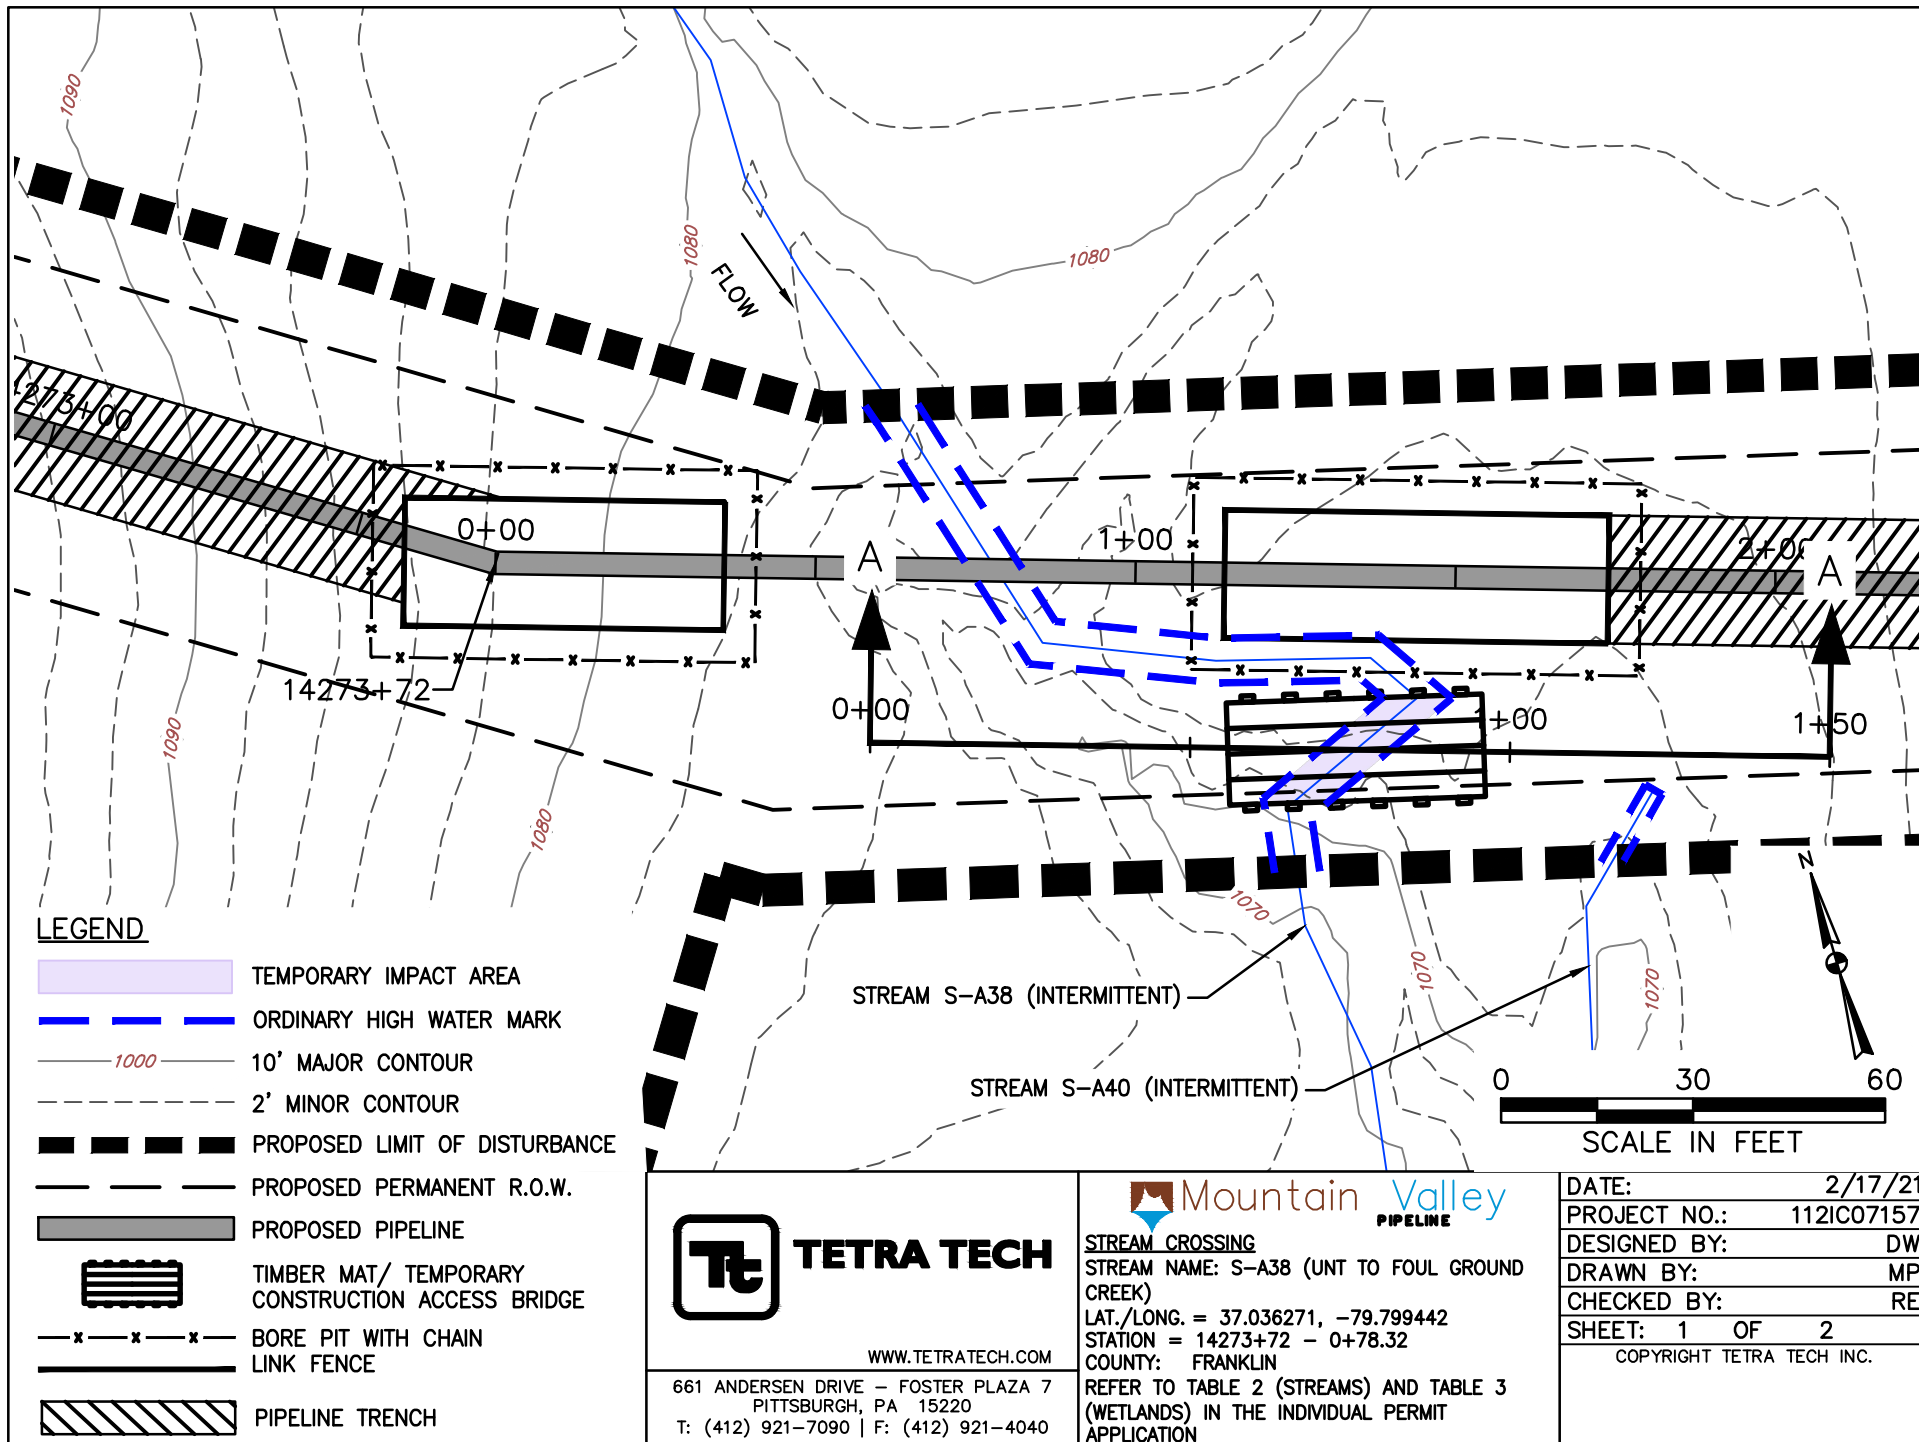 1090
1080
1080
FLOW
14273+00
0+00
1+00
2+00
A
A
14273+72
0+00
1+00
1+50
1090
1080
N
1070
1070
1070
STREAM S-A38 (INTERMITTENT)
STREAM S-A40 (INTERMITTENT)
0 30 60
SCALE IN FEET
LEGEND
TEMPORARY IMPACT AREA
ORDINARY HIGH WATER MARK
1000
10' MAJOR CONTOUR
2' MINOR CONTOUR
PROPOSED LIMIT OF DISTURBANCE
PROPOSED PERMANENT R.O.W.
PROPOSED PIPELINE
TIMBER MAT/ TEMPORARY
CONSTRUCTION ACCESS BRIDGE
BORE PIT WITH CHAIN
LINK FENCE
PIPELINE TRENCH
Tt TETRA TECH
WWW.TETRATECH.COM
661 ANDERSEN DRIVE – FOSTER PLAZA 7
PITTSBURGH, PA 15220
T: (412) 921-7090 | F: (412) 921-4040
Mountain Valley
PIPELINE
STREAM CROSSING
STREAM NAME: S-A38 (UNT TO FOUL GROUND
CREEK)
LAT./LONG. = 37.036271, -79.799442
STATION = 14273+72 - 0+78.32
COUNTY: FRANKLIN
REFER TO TABLE 2 (STREAMS) AND TABLE 3
(WETLANDS) IN THE INDIVIDUAL PERMIT
APPLICATION
DATE: 2/17/21
PROJECT NO.: 112IC07157
DESIGNED BY: DW
DRAWN BY: MP
CHECKED BY: RE
SHEET: 1 OF 2
COPYRIGHT TETRA TECH INC.